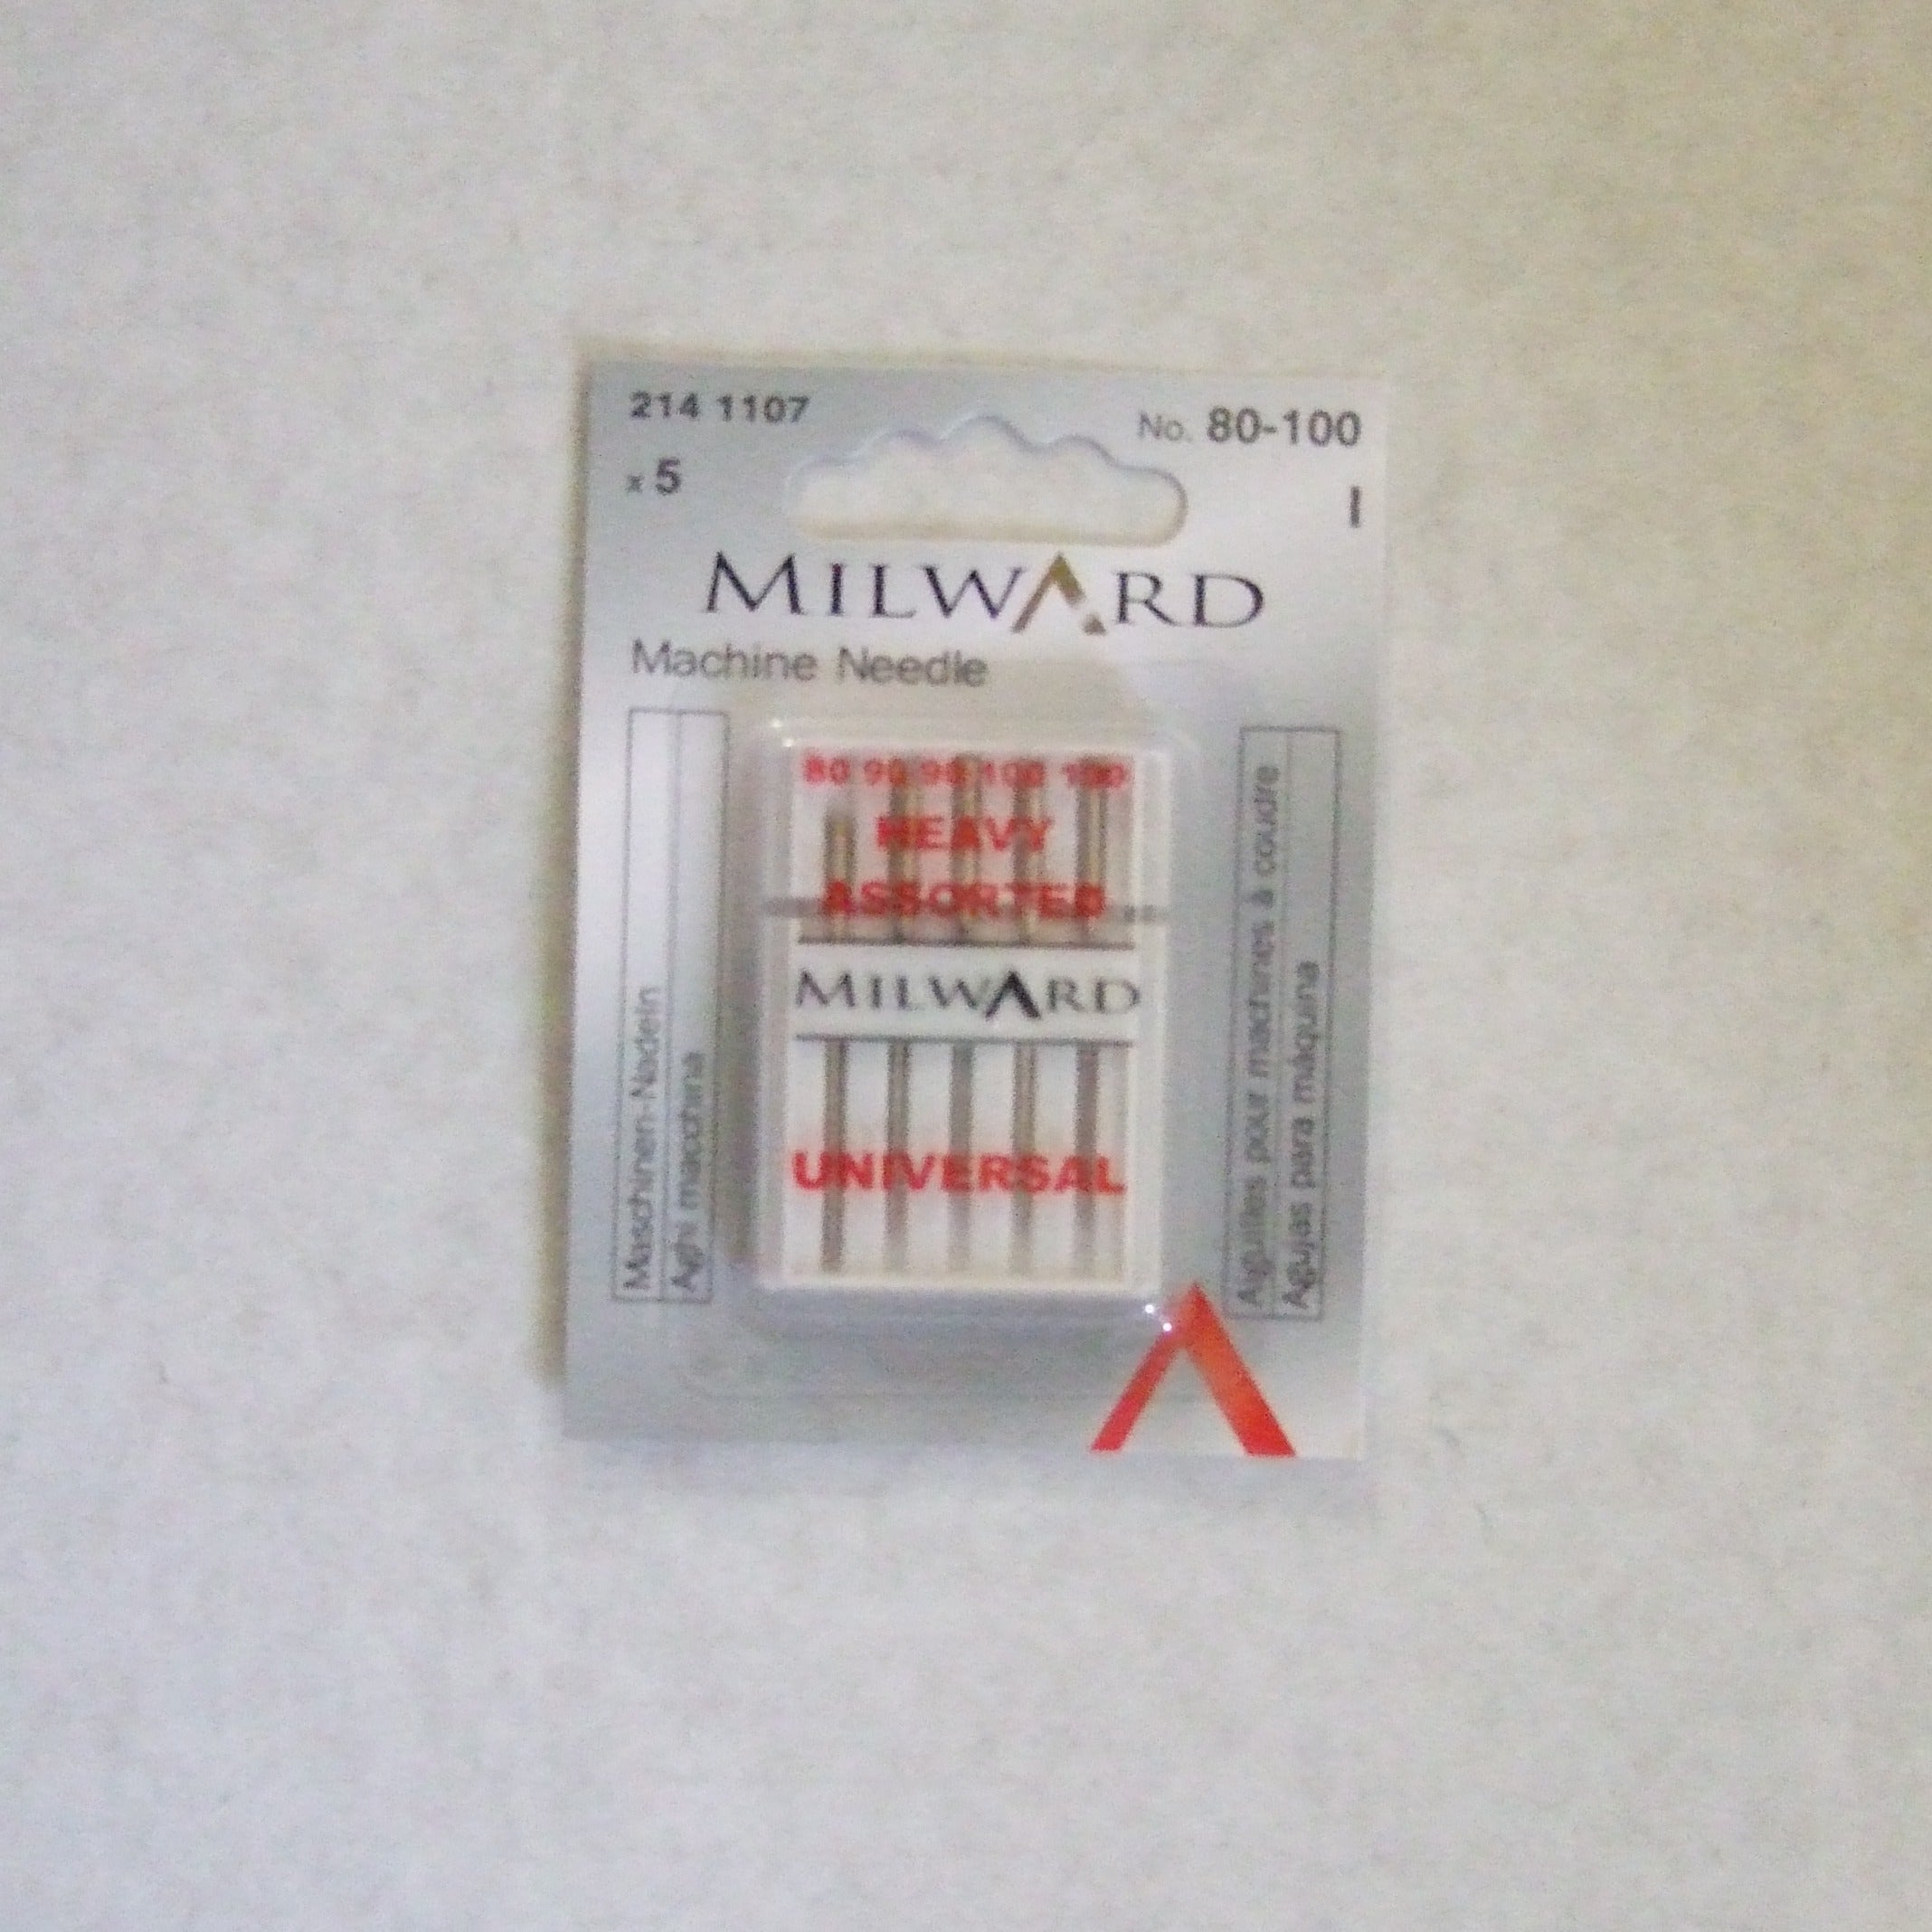 214 1107
No. 80-100
x 5
I
MILWARD
Machine Needle
80 90 90 100 100
HEAVY
ASSORTED
MILWARD
UNIVERSAL
Maschinen-Nadeln
Aghi macchina
Aiguilles pour machines à coudre
Agujas para máquina